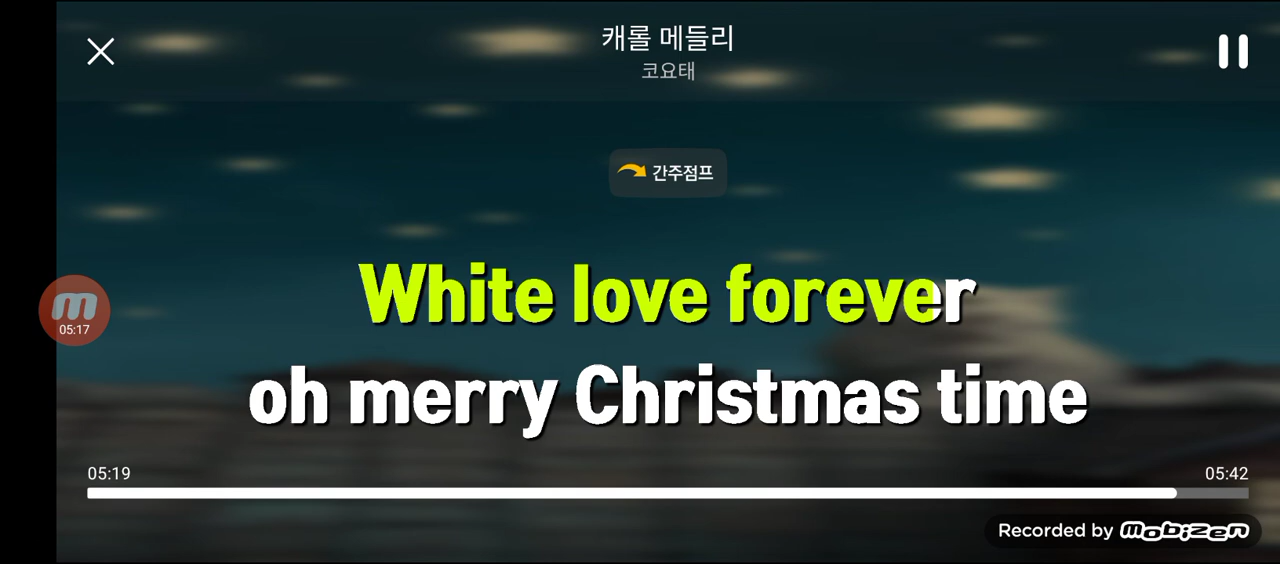 캐롤 메들리
코요태
간주점프
White love forever
m
05:17
oh merry Christmas time
05:19
05:42
Recorded by mobizen